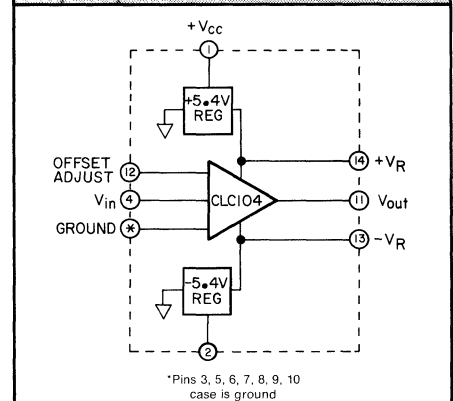 +VCC
1
+5.4V
REG
OFFSET
ADJUST
12
14
+VR
Vin
4
CLC104
11
Vout
GROUND
*
13
-VR
-5.4V
REG
2
*Pins 3, 5, 6, 7, 8, 9, 10
case is ground